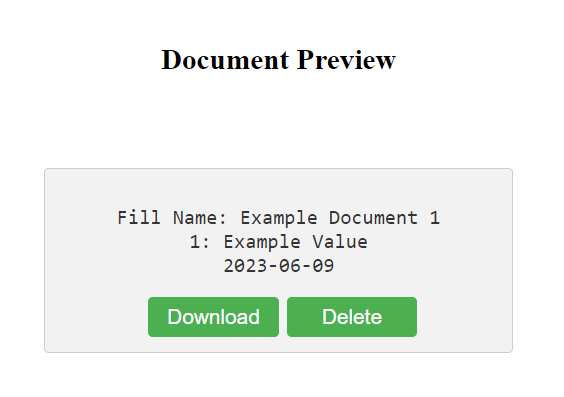 Document Preview
Fill Name: Example Document 1
1: Example Value
2023-06-09
Download Delete